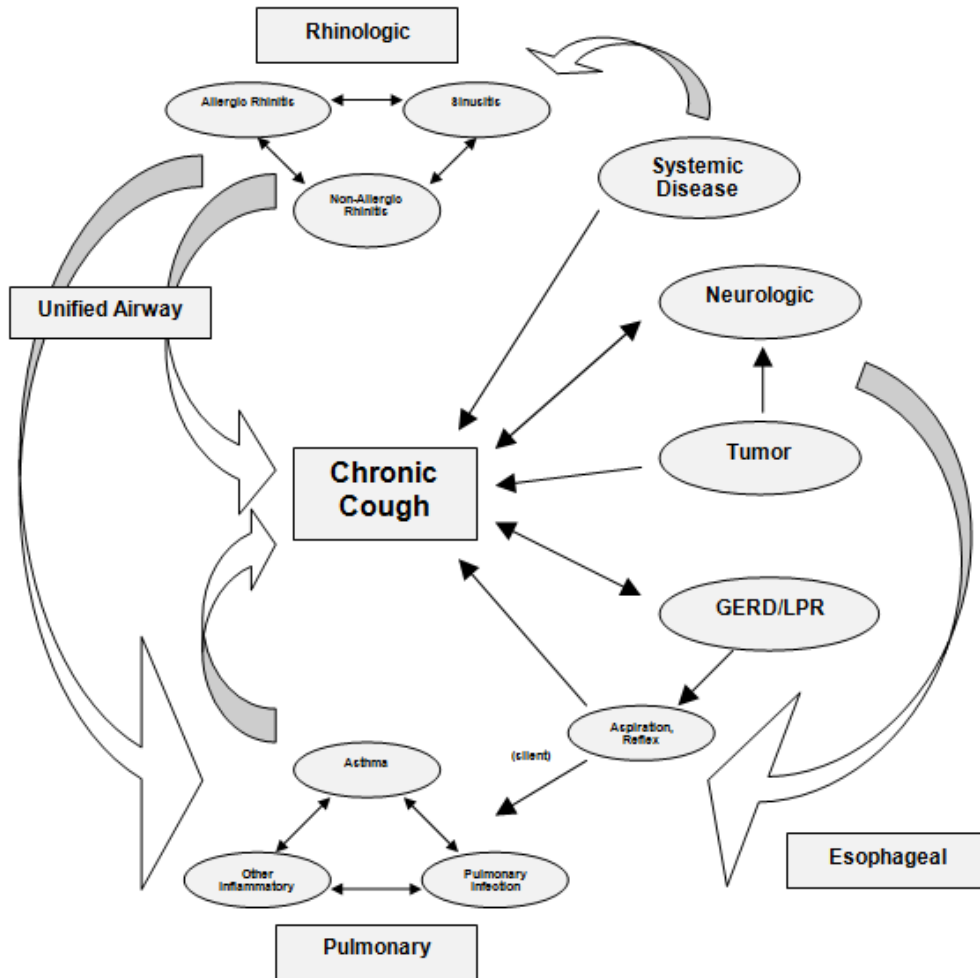 Rhinologic
Allergic Rhinitis
Sinusitis
Systemic
Disease
Non-Allergic
Rhinitis
Neurologic
Unified Airway
Tumor
Chronic
Cough
GERD/LPR
Aspiration,
Reflex
(silent)
Asthma
Esophageal
Other
Inflammatory
Pulmonary
Infection
Pulmonary